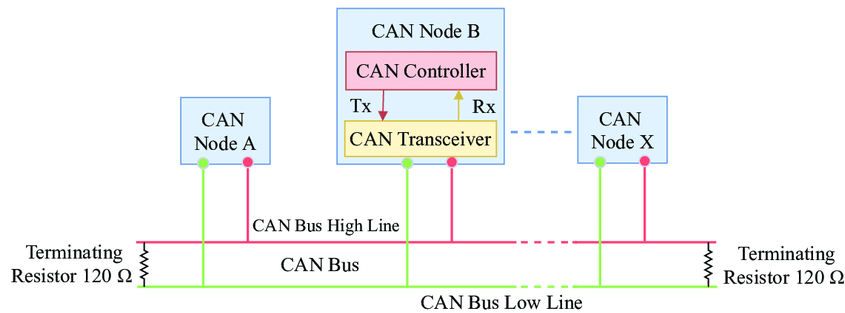 CAN Node B
CAN Controller
Tx
Rx
CAN Transceiver
CAN
Node A
CAN
Node X
CAN Bus High Line
Terminating
Resistor 120 Ω
CAN Bus
Terminating
Resistor 120 Ω
CAN Bus Low Line